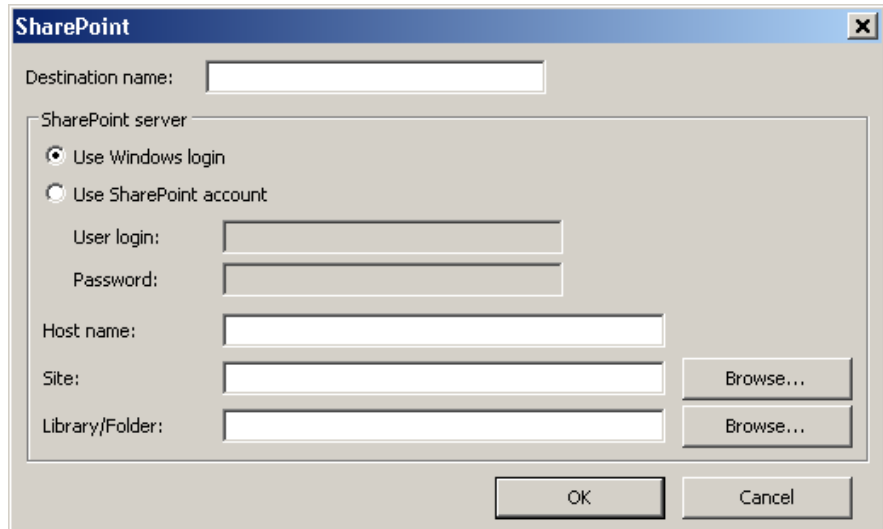 SharePoint
Destination name:
SharePoint server
Use Windows login
Use SharePoint account
User login:
Password:
Host name:
Site:
Browse...
Library/Folder:
Browse...
OK
Cancel